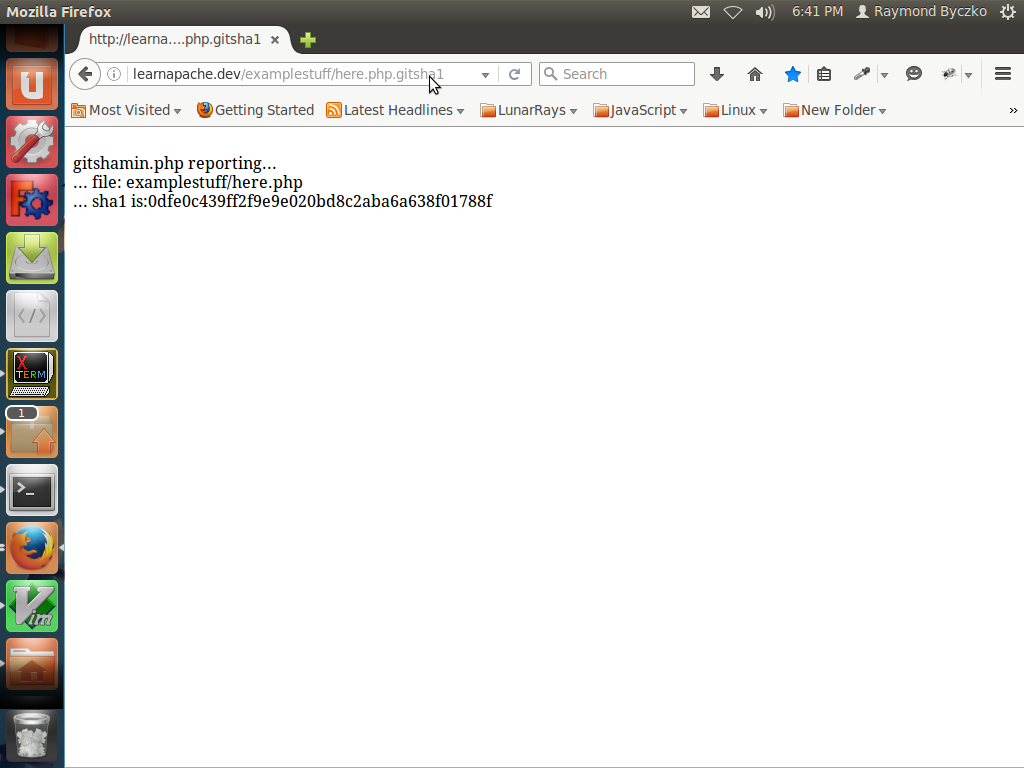 Mozilla Firefox
6:41 PM Raymond Byczko
http://learna....php.gitsha1
learnapache.dev/examplestuff/here.php.gitsha1
Search
Most Visited Getting Started Latest Headlines LunarRays JavaScript Linux New Folder »
gitshamin.php reporting...
... file: examplestuff/here.php
... sha1 is:0dfe0c439ff2f9e9e020bd8c2aba6a638f01788f
U
</>
X
TERM
1
>_
Vim